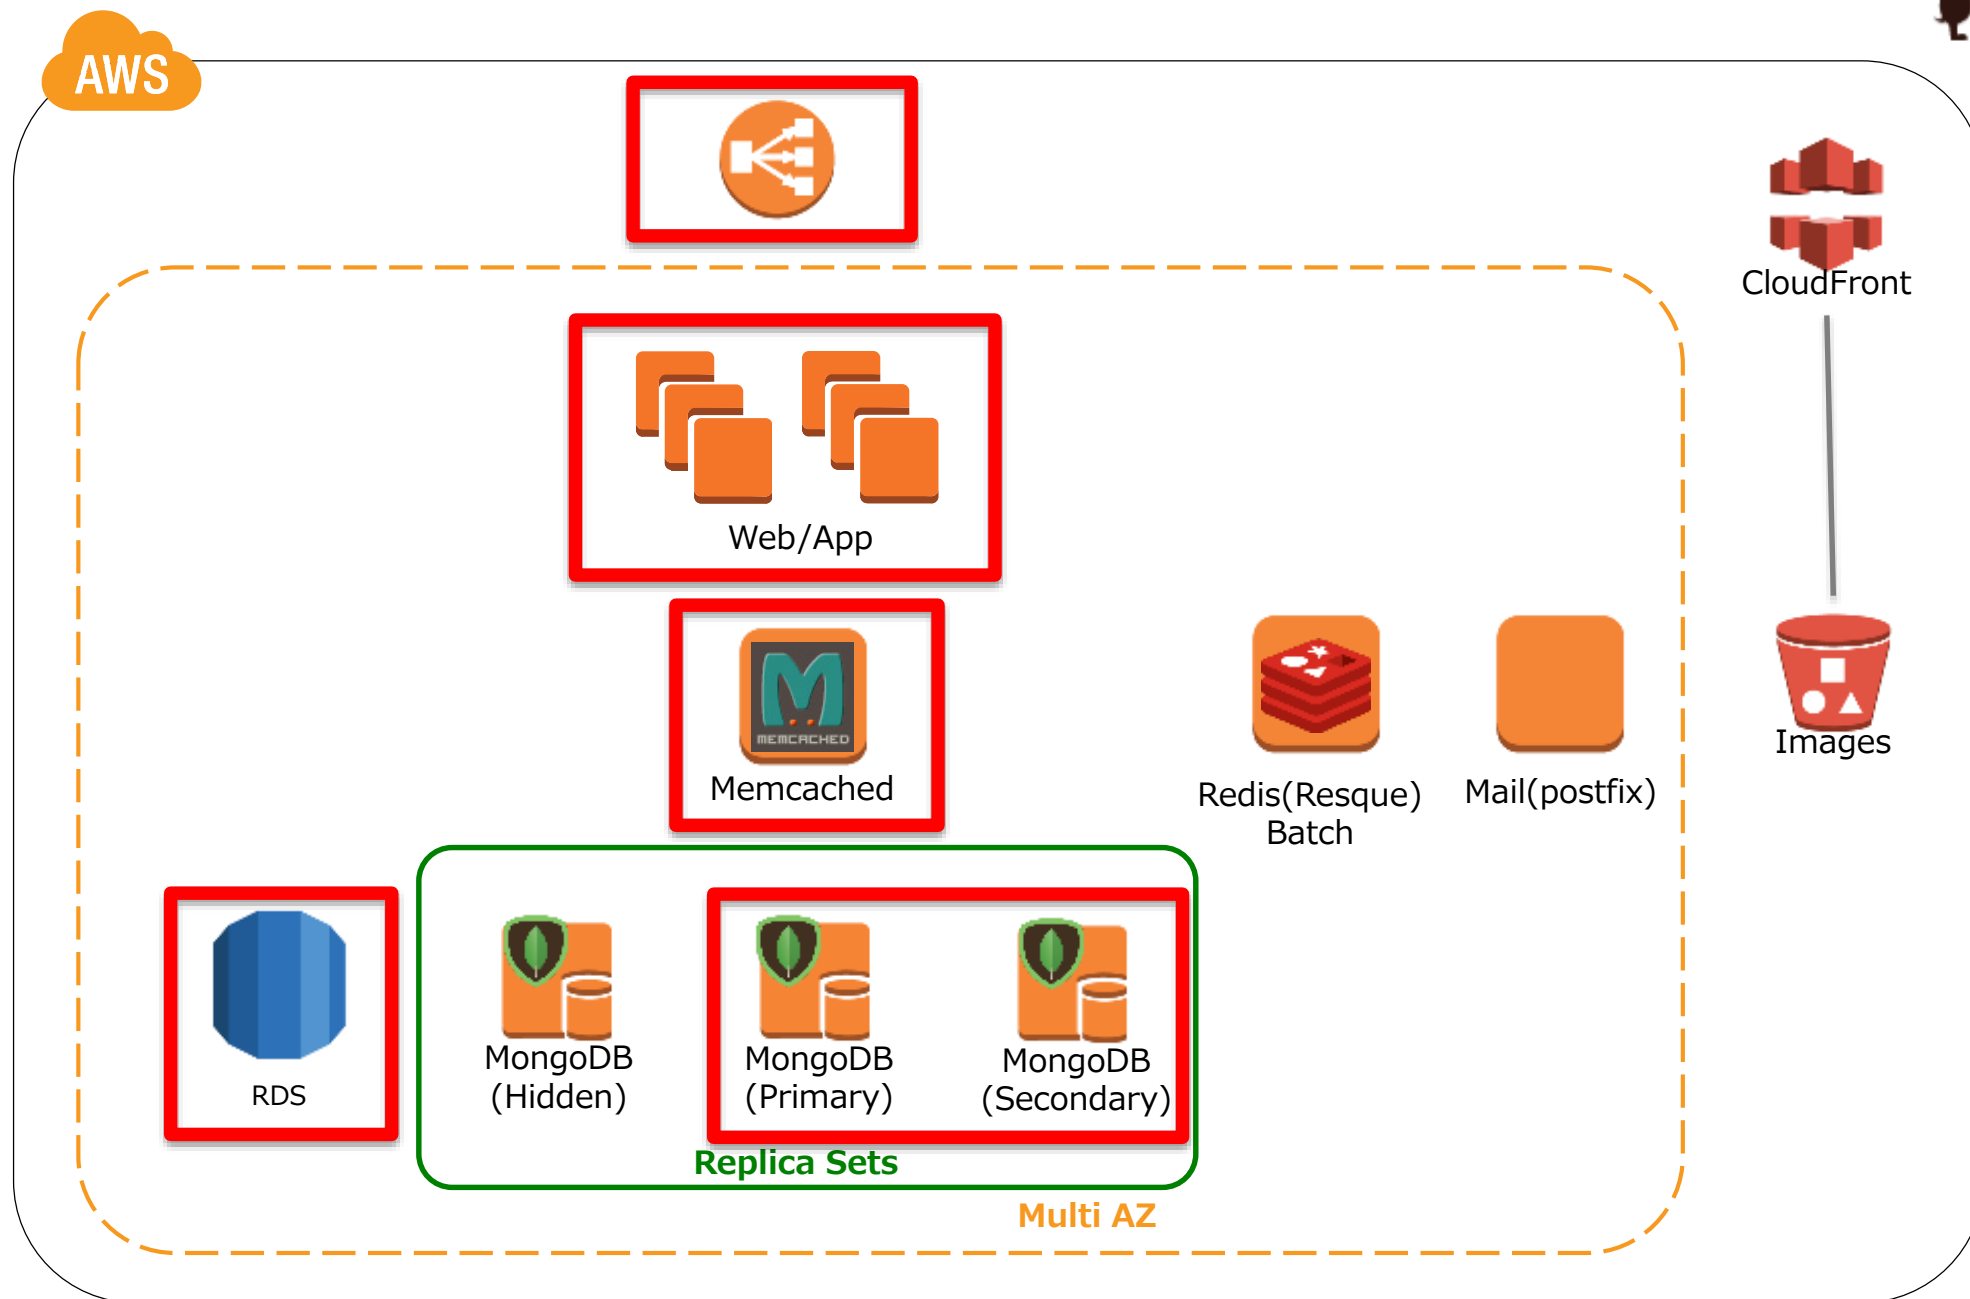 AWS
CloudFront
Web/App
MEMCACHED
Memcached
Redis(Resque)
Batch
Mail(postfix)
Images
RDS
MongoDB
(Hidden)
MongoDB
(Primary)
MongoDB
(Secondary)
Replica Sets
Multi AZ